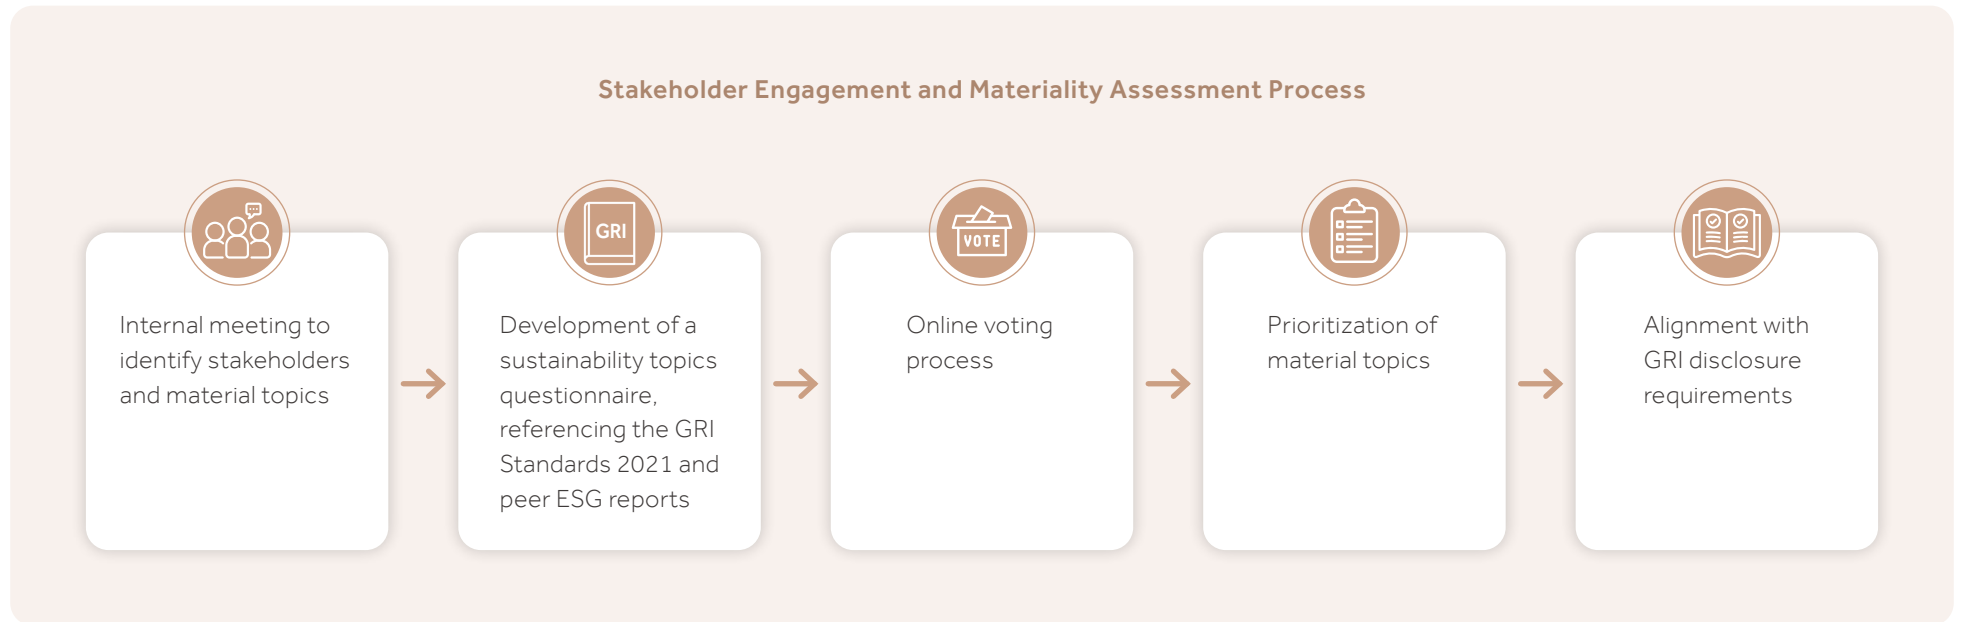 Stakeholder Engagement and Materiality Assessment Process
Internal meeting to
identify stakeholders
and material topics
GRI
Development of a
sustainability topics
questionnaire,
referencing the GRI
Standards 2021 and
peer ESG reports
VOTE
Online voting
process
Prioritization of
material topics
Alignment with
GRI disclosure
requirements